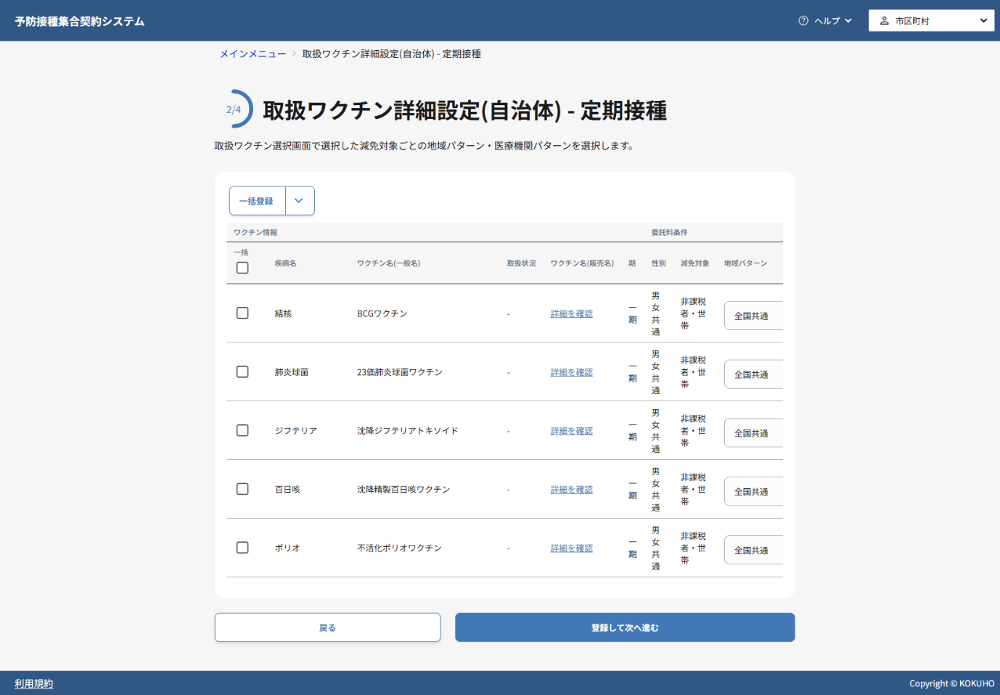 予防接種集合契約システム
ヘルプ
市区町村
メインメニュー > 取扱ワクチン詳細設定(自治体) - 定期接種
2/4
取扱ワクチン詳細設定(自治体) - 定期接種
取扱ワクチン選択画面で選択した減免対象ごとの地域パターン・医療機関パターンを選択します。
一括登録
ワクチン情報 委託料条件
一括
疾病名 ワクチン名(一般名) 取扱状況 ワクチン名(販売名) 期 性別 減免対象 地域パターン
結核 BCGワクチン - 詳細を確認 一期 男女共通 非課税者・世帯 全国共通
肺炎球菌 23価肺炎球菌ワクチン - 詳細を確認 一期 男女共通 非課税者・世帯 全国共通
ジフテリア 沈降ジフテリアトキソイド - 詳細を確認 一期 男女共通 非課税者・世帯 全国共通
百日咳 沈降精製百日咳ワクチン - 詳細を確認 一期 男女共通 非課税者・世帯 全国共通
ポリオ 不活化ポリオワクチン - 詳細を確認 一期 男女共通 非課税者・世帯 全国共通
戻る
登録して次へ進む
利用規約
Copyright © KOKUHO